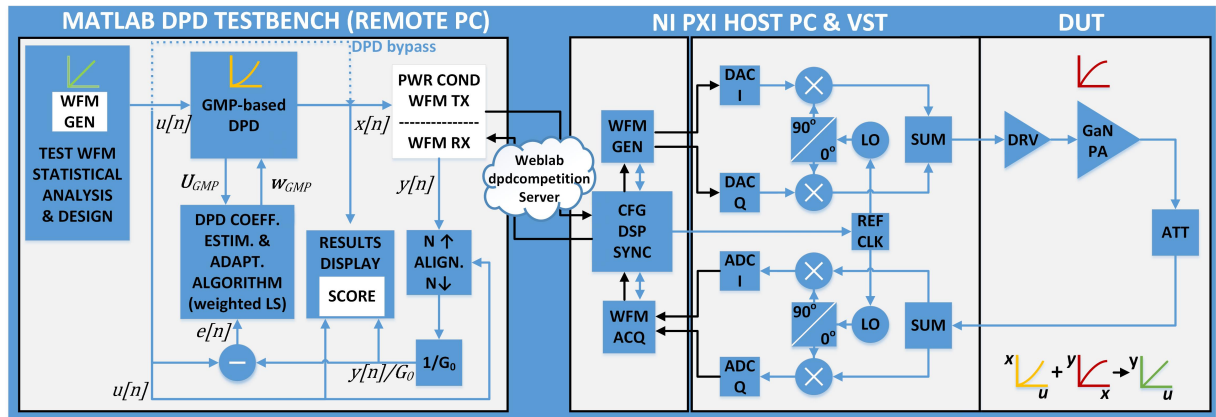 MATLAB DPD TESTBENCH (REMOTE PC)
NI PXI HOST PC & VST
DUT
DPD bypass
WFM
GEN
TEST WFM
STATISTICAL
ANALYSIS
& DESIGN
u[n]
GMP-based
DPD
x[n]
PWR COND
WFM TX
WFM RX
U_GMP
w_GMP
y[n]
DPD COEFF.
ESTIM. &
ADAPT.
ALGORITHM
(weighted LS)
RESULTS
DISPLAY
SCORE
N ↑
ALIGN.
N↓
e[n]
−
u[n]
y[n]/G₀
1/G₀
Weblab
dpdcompetition
Server
WFM
GEN
CFG
DSP
SYNC
WFM
ACQ
DAC
I
90°
0°
LO
SUM
DAC
Q
REF
CLK
ADC
I
90°
0°
LO
SUM
ADC
Q
DRV
GaN
PA
ATT
x
u
+
y
x
y
u